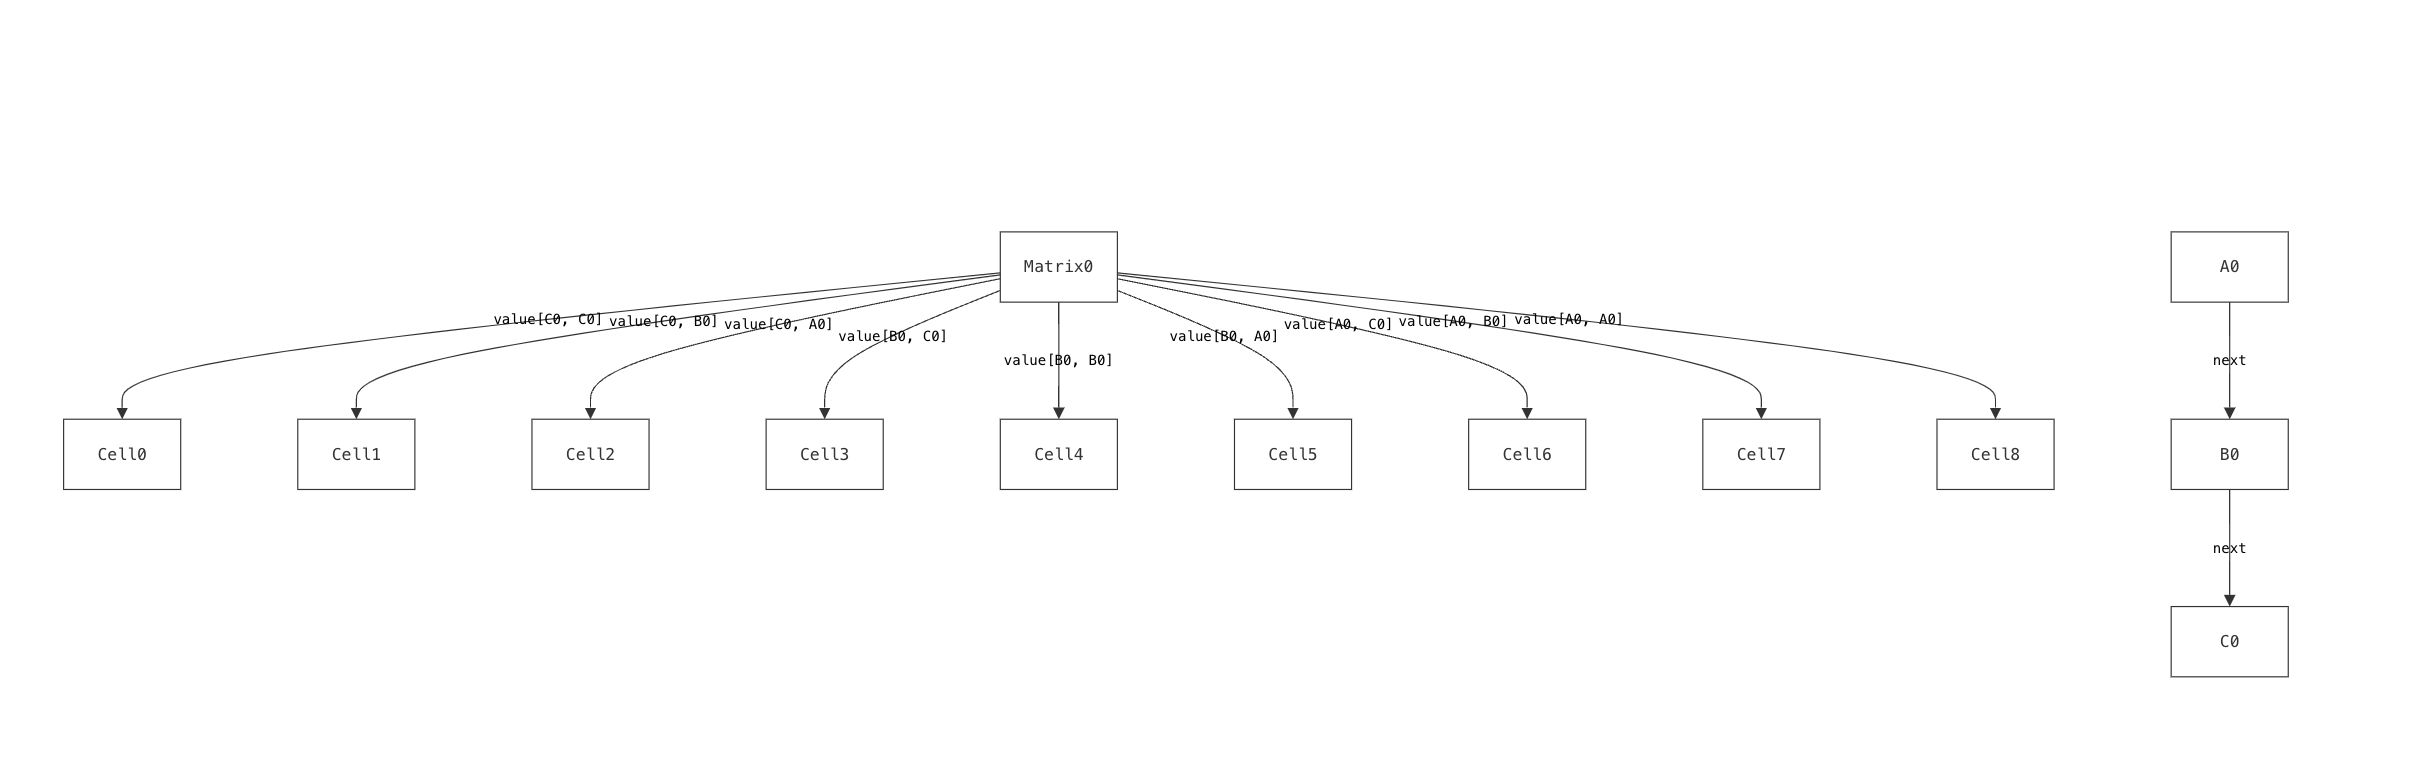 Matrix0
A0
value[C0, C0]
value[C0, B0]
value[C0, A0]
value[B0, C0]
value[B0, B0]
value[B0, A0]
value[A0, C0]
value[A0, B0]
value[A0, A0]
next
Cell0
Cell1
Cell2
Cell3
Cell4
Cell5
Cell6
Cell7
Cell8
B0
next
C0